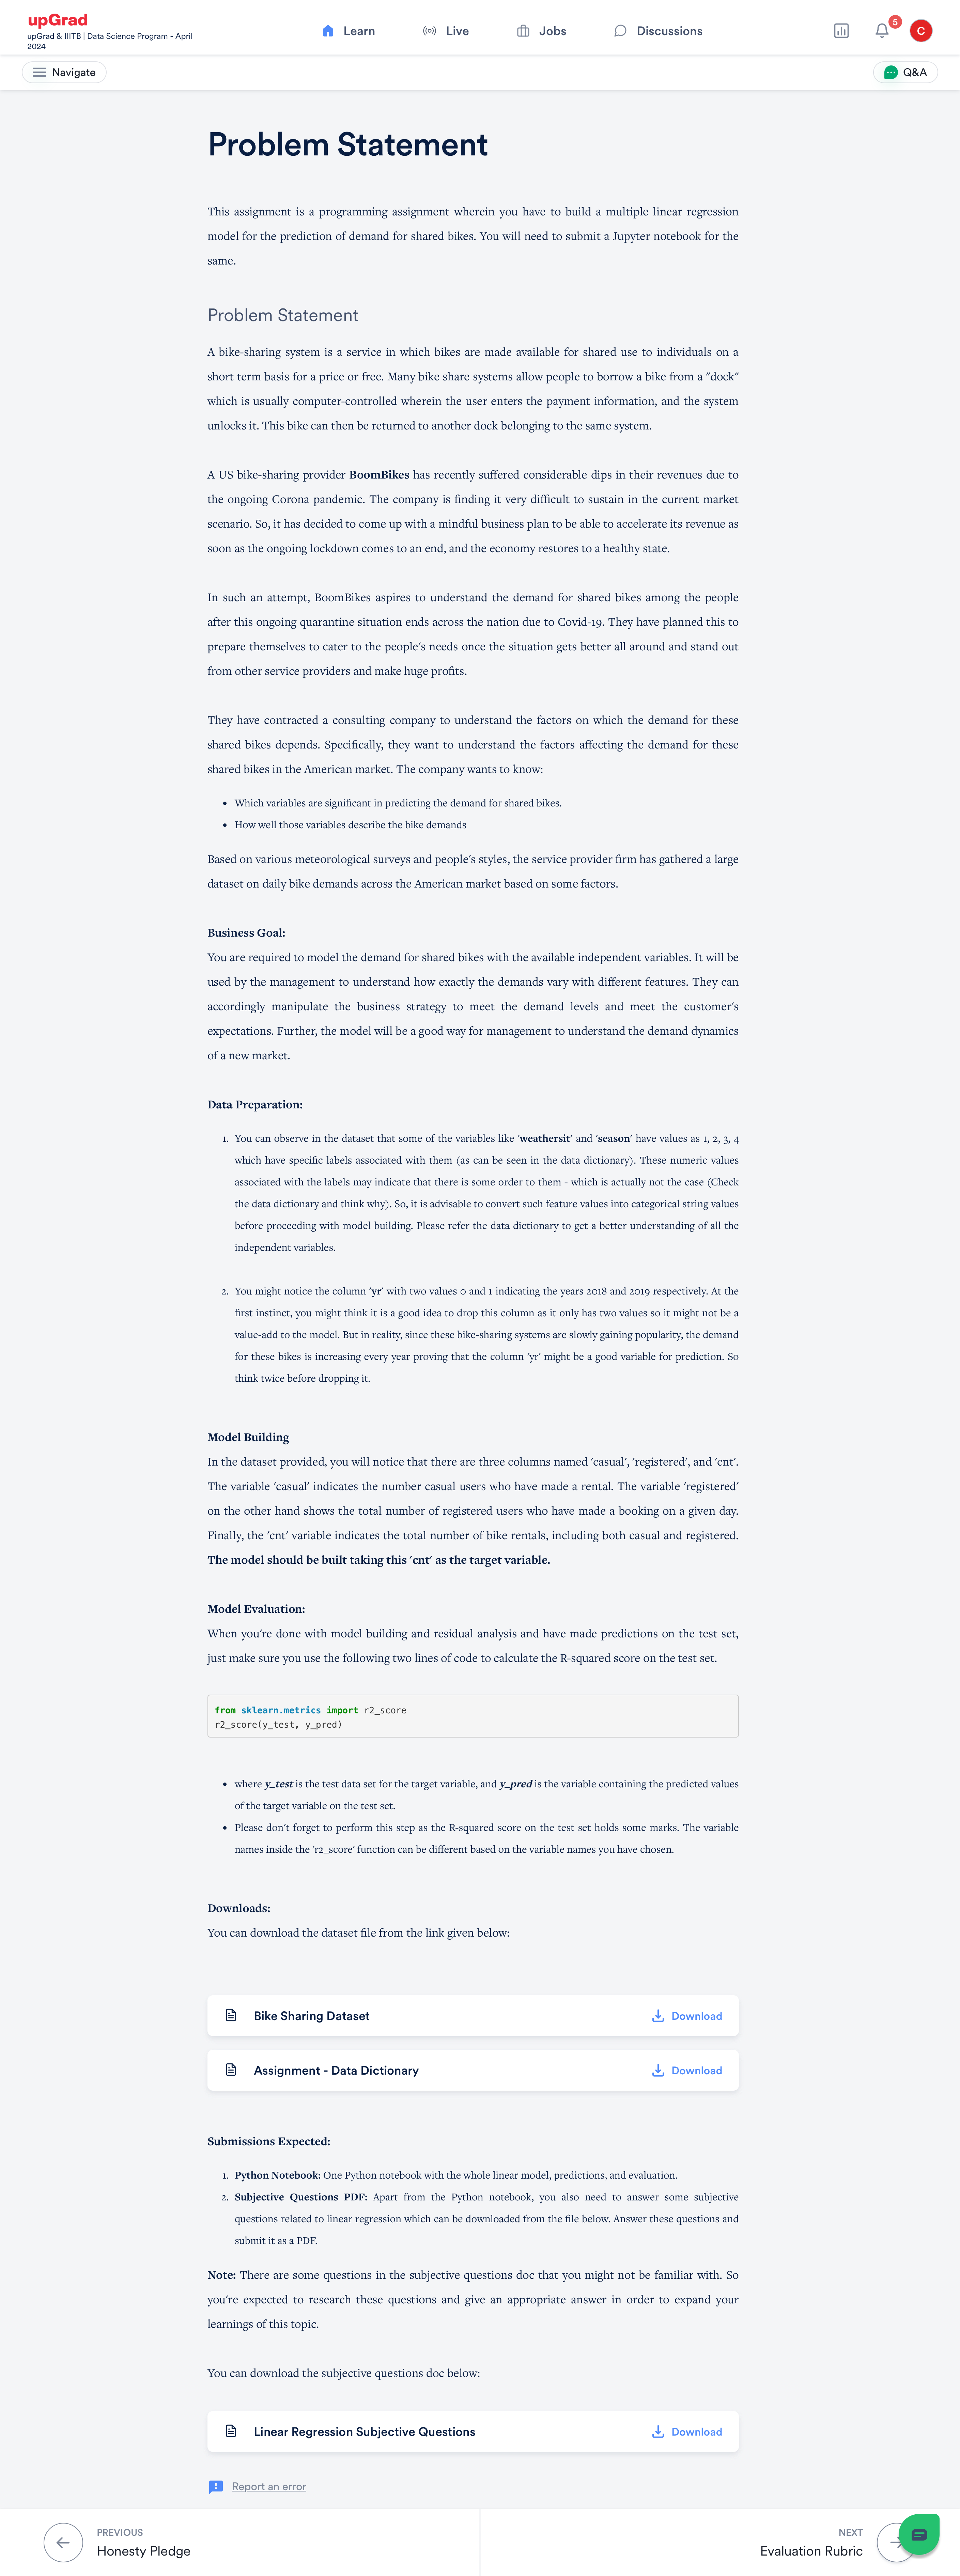 upGrad
upGrad & IIITB | Data Science Program - April
2024
Learn
Live
Jobs
Discussions
5
C
Navigate
Q&A
Problem Statement
This assignment is a programming assignment wherein you have to build a multiple linear regression
model for the prediction of demand for shared bikes. You will need to submit a Jupyter notebook for the
same.
Problem Statement
A bike-sharing system is a service in which bikes are made available for shared use to individuals on a
short term basis for a price or free. Many bike share systems allow people to borrow a bike from a "dock"
which is usually computer-controlled wherein the user enters the payment information, and the system
unlocks it. This bike can then be returned to another dock belonging to the same system.
A US bike-sharing provider BoomBikes has recently suffered considerable dips in their revenues due to
the ongoing Corona pandemic. The company is finding it very difficult to sustain in the current market
scenario. So, it has decided to come up with a mindful business plan to be able to accelerate its revenue as
soon as the ongoing lockdown comes to an end, and the economy restores to a healthy state.
In such an attempt, BoomBikes aspires to understand the demand for shared bikes among the people
after this ongoing quarantine situation ends across the nation due to Covid-19. They have planned this to
prepare themselves to cater to the people's needs once the situation gets better all around and stand out
from other service providers and make huge profits.
They have contracted a consulting company to understand the factors on which the demand for these
shared bikes depends. Specifically, they want to understand the factors affecting the demand for these
shared bikes in the American market. The company wants to know:
• Which variables are significant in predicting the demand for shared bikes.
• How well those variables describe the bike demands
Based on various meteorological surveys and people's styles, the service provider firm has gathered a large
dataset on daily bike demands across the American market based on some factors.
Business Goal:
You are required to model the demand for shared bikes with the available independent variables. It will be
used by the management to understand how exactly the demands vary with different features. They can
accordingly manipulate the business strategy to meet the demand levels and meet the customer's
expectations. Further, the model will be a good way for management to understand the demand dynamics
of a new market.
Data Preparation:
1. You can observe in the dataset that some of the variables like 'weathersit' and 'season' have values as 1, 2, 3, 4
which have specific labels associated with them (as can be seen in the data dictionary). These numeric values
associated with the labels may indicate that there is some order to them - which is actually not the case (Check
the data dictionary and think why). So, it is advisable to convert such feature values into categorical string values
before proceeding with model building. Please refer the data dictionary to get a better understanding of all the
independent variables.
2. You might notice the column 'yr' with two values 0 and 1 indicating the years 2018 and 2019 respectively. At the
first instinct, you might think it is a good idea to drop this column as it only has two values so it might not be a
value-add to the model. But in reality, since these bike-sharing systems are slowly gaining popularity, the demand
for these bikes is increasing every year proving that the column 'yr' might be a good variable for prediction. So
think twice before dropping it.
Model Building
In the dataset provided, you will notice that there are three columns named 'casual', 'registered', and 'cnt'.
The variable 'casual' indicates the number casual users who have made a rental. The variable 'registered'
on the other hand shows the total number of registered users who have made a booking on a given day.
Finally, the 'cnt' variable indicates the total number of bike rentals, including both casual and registered.
The model should be built taking this 'cnt' as the target variable.
Model Evaluation:
When you're done with model building and residual analysis and have made predictions on the test set,
just make sure you use the following two lines of code to calculate the R-squared score on the test set.
from sklearn.metrics import r2_score
r2_score(y_test, y_pred)
• where y_test is the test data set for the target variable, and y_pred is the variable containing the predicted values
of the target variable on the test set.
• Please don't forget to perform this step as the R-squared score on the test set holds some marks. The variable
names inside the 'r2_score' function can be different based on the variable names you have chosen.
Downloads:
You can download the dataset file from the link given below:
Bike Sharing Dataset
Download
Assignment - Data Dictionary
Download
Submissions Expected:
1. Python Notebook: One Python notebook with the whole linear model, predictions, and evaluation.
2. Subjective Questions PDF: Apart from the Python notebook, you also need to answer some subjective
questions related to linear regression which can be downloaded from the file below. Answer these questions and
submit it as a PDF.
Note: There are some questions in the subjective questions doc that you might not be familiar with. So
you're expected to research these questions and give an appropriate answer in order to expand your
learnings of this topic.
You can download the subjective questions doc below:
Linear Regression Subjective Questions
Download
Report an error
PREVIOUS
Honesty Pledge
NEXT
Evaluation Rubric